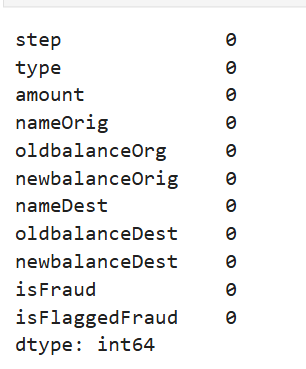 step 0
type 0
amount 0
nameOrig 0
oldbalanceOrg 0
newbalanceOrig 0
nameDest 0
oldbalanceDest 0
newbalanceDest 0
isFraud 0
isFlaggedFraud 0
dtype: int64